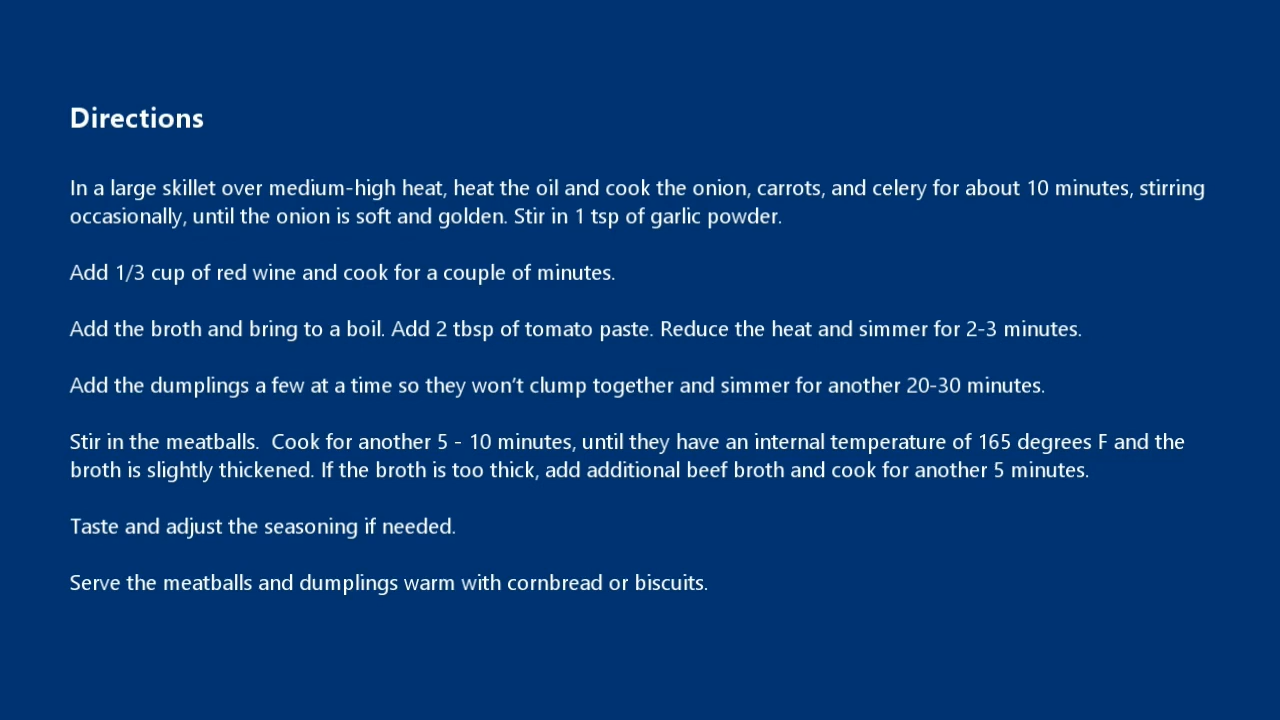 Directions
In a large skillet over medium-high heat, heat the oil and cook the onion, carrots, and celery for about 10 minutes, stirring
occasionally, until the onion is soft and golden. Stir in 1 tsp of garlic powder.
Add 1/3 cup of red wine and cook for a couple of minutes.
Add the broth and bring to a boil. Add 2 tbsp of tomato paste. Reduce the heat and simmer for 2-3 minutes.
Add the dumplings a few at a time so they won’t clump together and simmer for another 20-30 minutes.
Stir in the meatballs.  Cook for another 5 - 10 minutes, until they have an internal temperature of 165 degrees F and the
broth is slightly thickened. If the broth is too thick, add additional beef broth and cook for another 5 minutes.
Taste and adjust the seasoning if needed.
Serve the meatballs and dumplings warm with cornbread or biscuits.